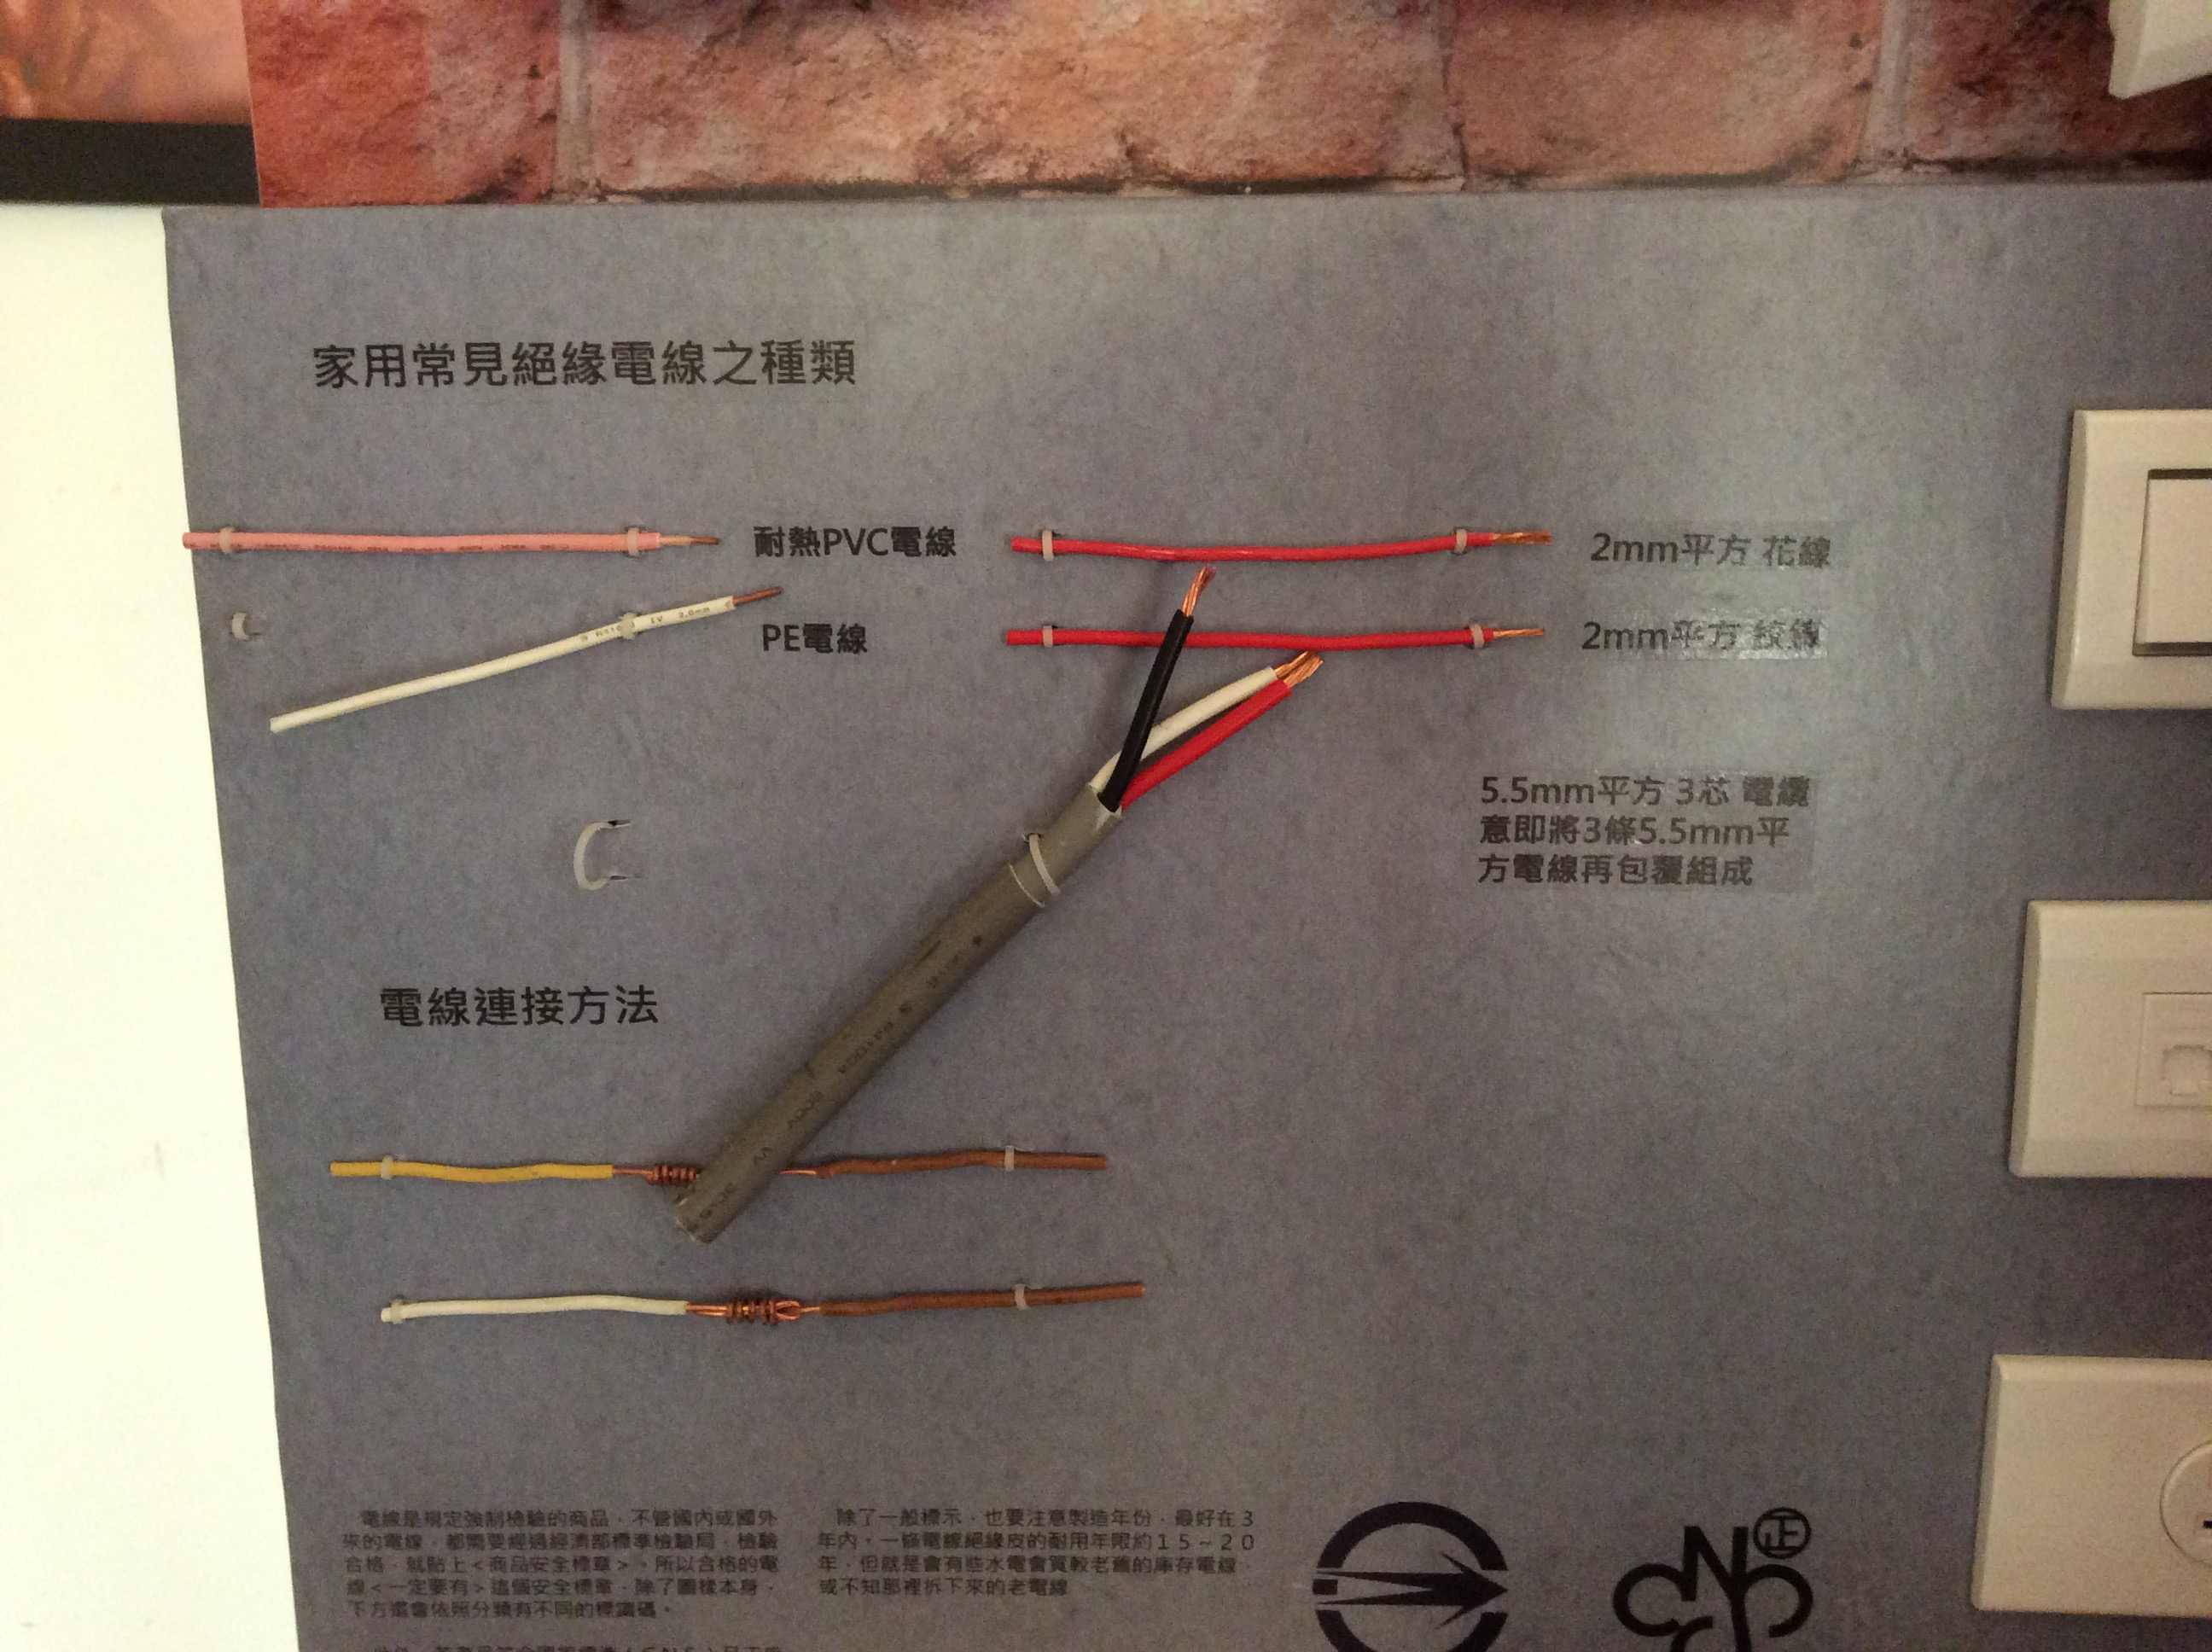 家用常見絕緣電線之種類
耐熱PVC電線
2mm平方 花線
PE電線
2mm平方 絞線
IV 2.0mm
5.5mm平方 3芯 電纜
意即將3條5.5mm平
方電線再包覆組成
電線連接方法
600V
電線是規定強制檢驗的商品，不管國內或國外
來的電線，都需要經過經濟部標準檢驗局，檢驗
合格，就貼上<商品安全標章>。所以合格的電
線<一定要有>這個安全標章，除了圖樣本身，
下方還會依照分類有不同的標識碼。
除了一般標示，也要注意製造年份，最好在3
年內。一條電線絕緣皮的耐用年限約15~20
年，但就是會有些水電會買較老舊的庫存電線，
或不知那裡拆下來的老電線
正